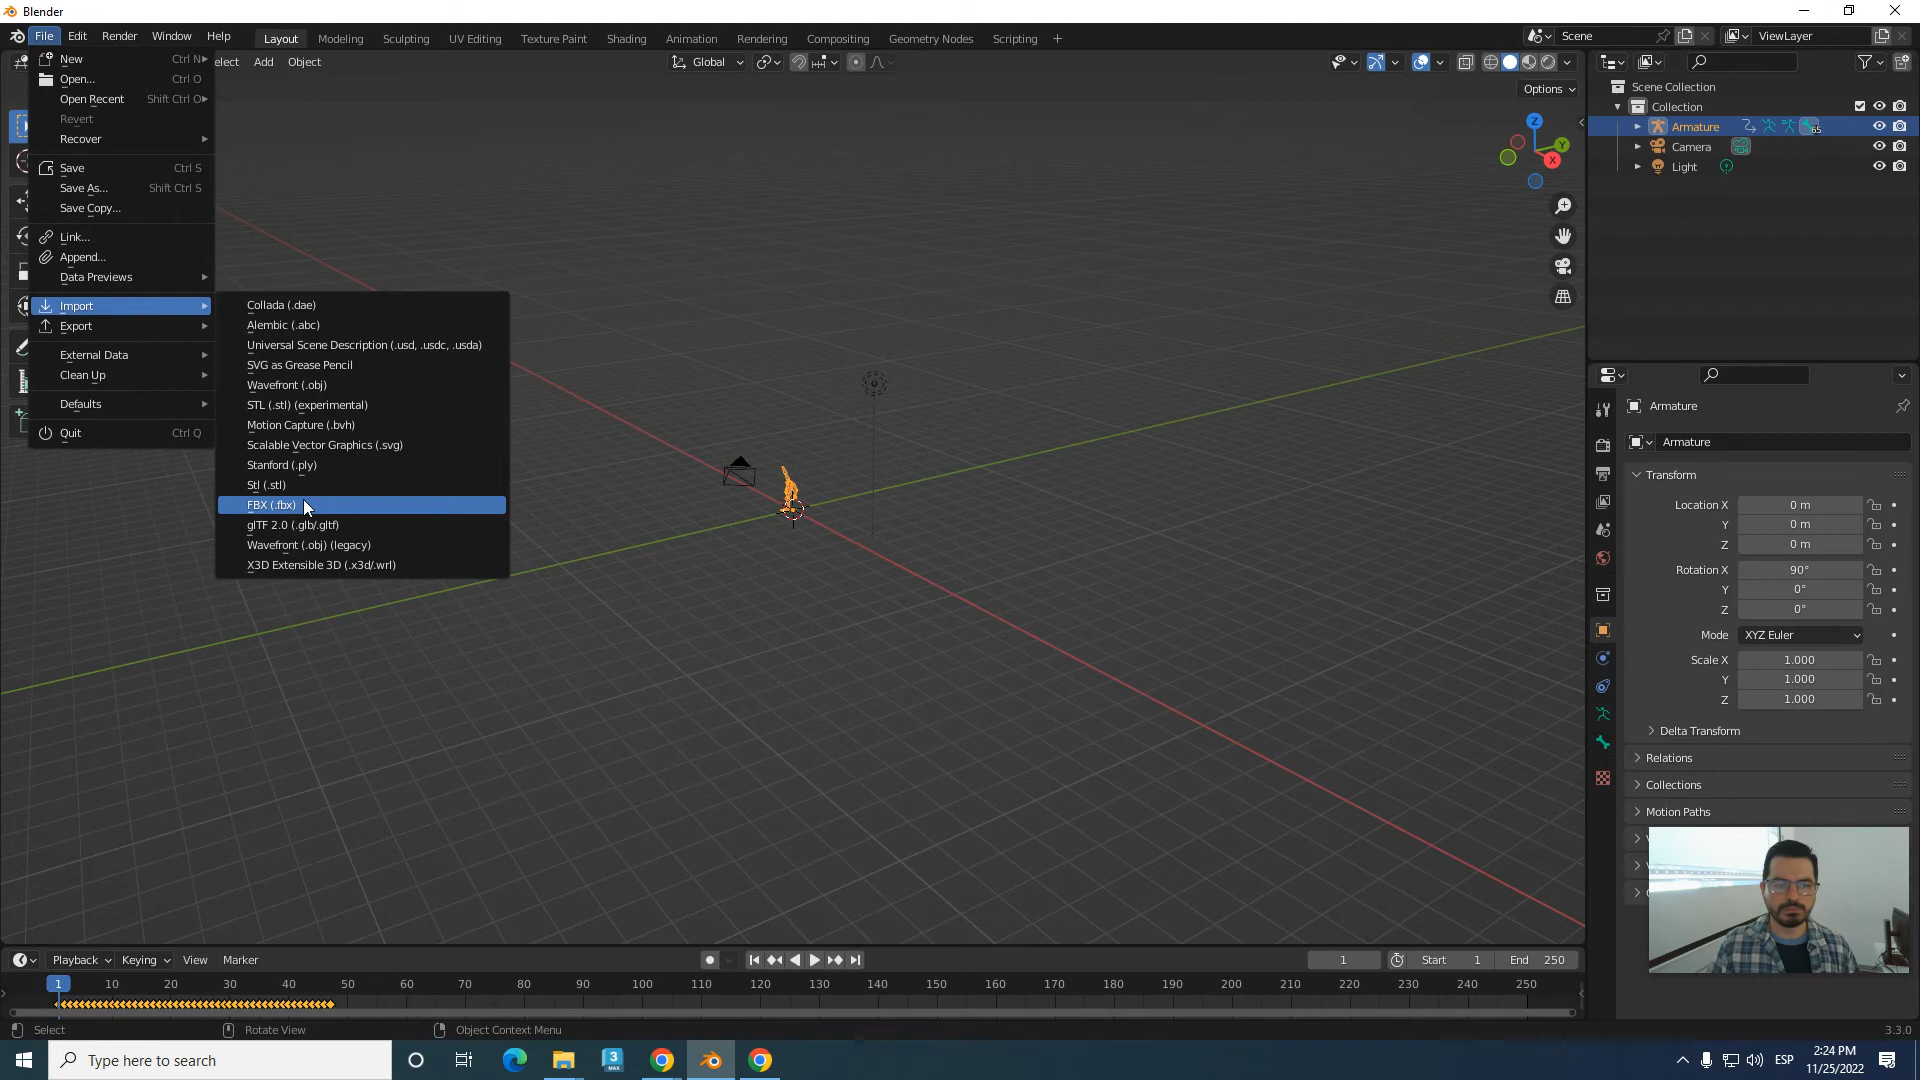 Blender
File Edit Render Window Help Layout Modeling Sculpting UV Editing Texture Paint Shading Animation Rendering Compositing Geometry Nodes Scripting + Scene ViewLayer
elect Add Object Global
Options
New Ctrl N
Open... Ctrl O
Open Recent Shift Ctrl O
Revert
Recover
Save Ctrl S
Save As... Shift Ctrl S
Save Copy...
Link...
Append...
Data Previews
Import
Export
External Data
Clean Up
Defaults
Quit Ctrl Q
Collada (.dae)
Alembic (.abc)
Universal Scene Description (.usd, .usdc, .usda)
SVG as Grease Pencil
Wavefront (.obj)
STL (.stl) (experimental)
Motion Capture (.bvh)
Scalable Vector Graphics (.svg)
Stanford (.ply)
Stl (.stl)
FBX (.fbx)
glTF 2.0 (.glb/.gltf)
Wavefront (.obj) (legacy)
X3D Extensible 3D (.x3d/.wrl)
Z
Y
X
Scene Collection
Collection
Armature 65
Camera
Light
Armature
Armature
Transform
Location X 0 m
Y 0 m
Z 0 m
Rotation X 90°
Y 0°
Z 0°
Mode XYZ Euler
Scale X 1.000
Y 1.000
Z 1.000
Delta Transform
Relations
Collections
Motion Paths
Playback Keying View Marker 1 Start 1 End 250
1 10 20 30 40 50 60 70 80 90 100 110 120 130 140 150 160 170 180 190 200 210 220 230 240 250
Select Rotate View Object Context Menu 3.3.0
Type here to search 3 MAX ESP 2:24 PM
11/25/2022